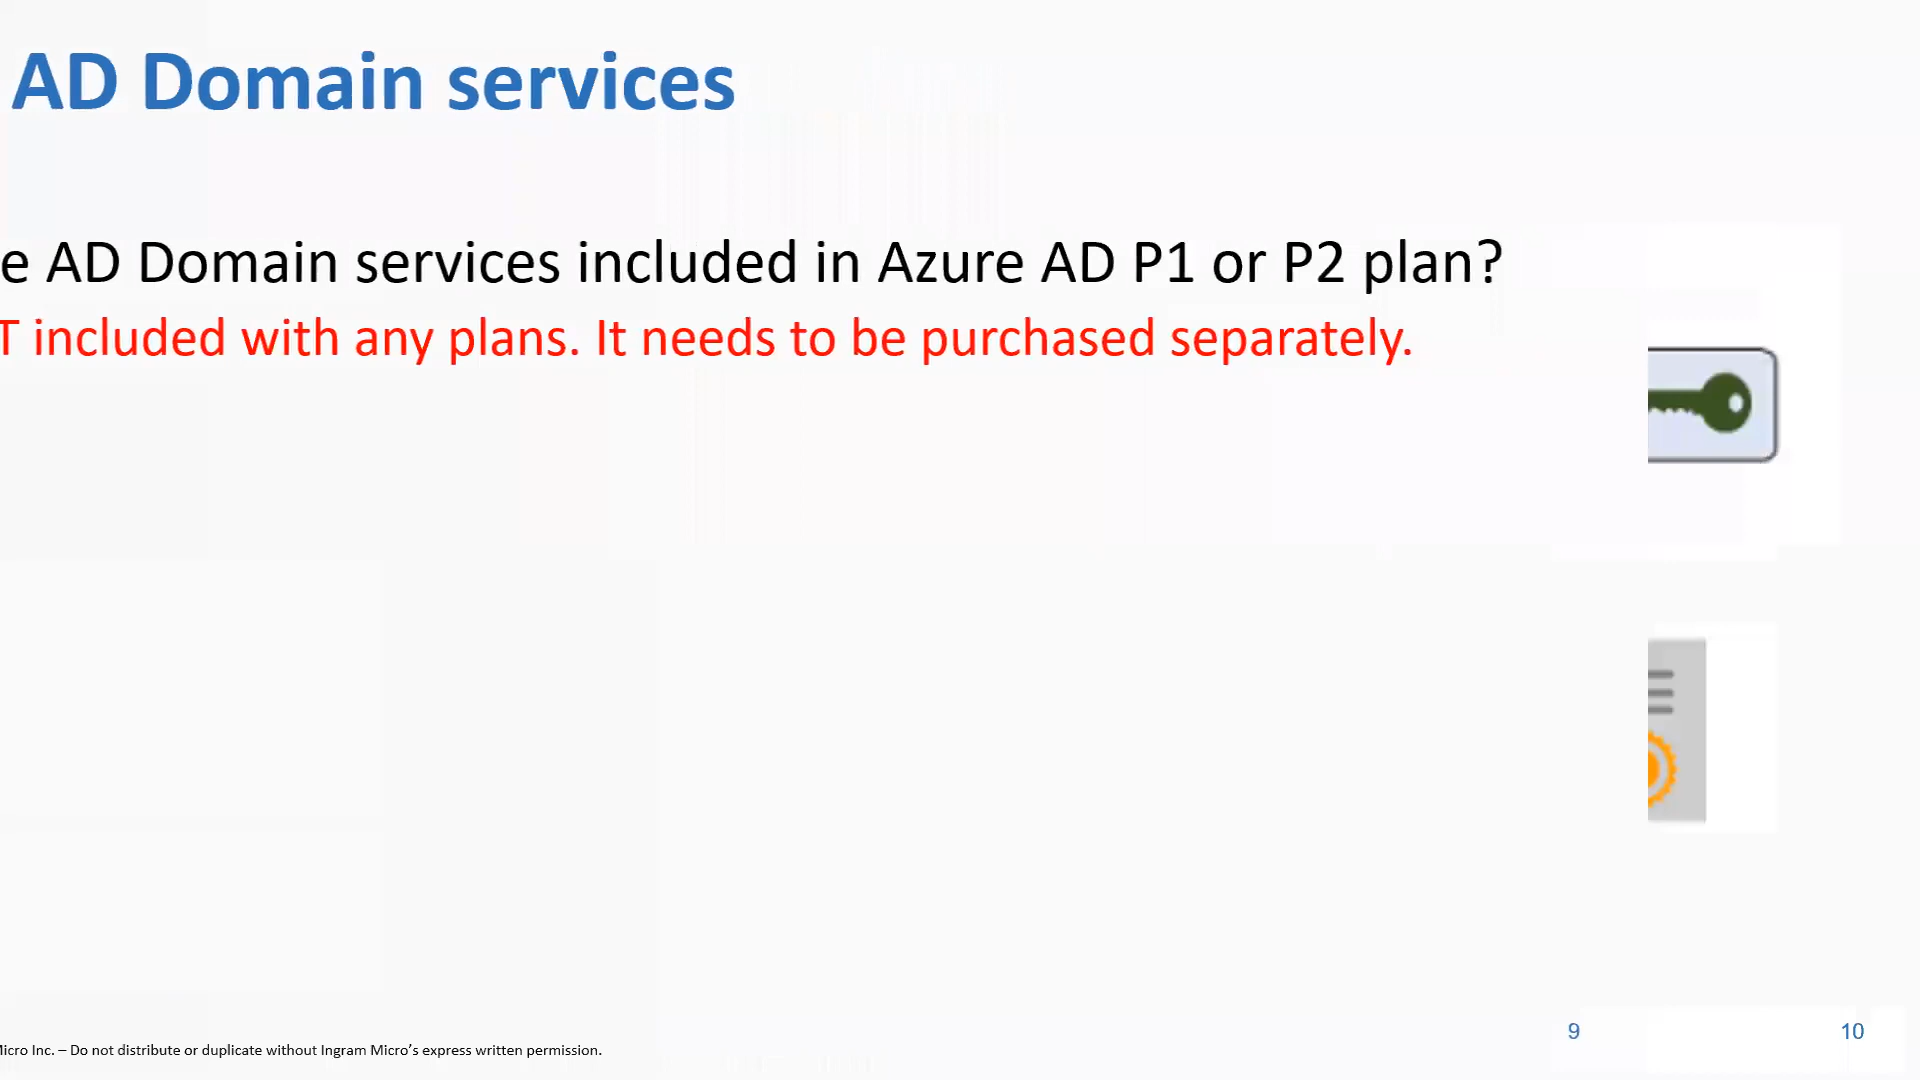 AD Domain services
e AD Domain services included in Azure AD P1 or P2 plan?
T included with any plans. It needs to be purchased separately.
9
10
Micro Inc. – Do not distribute or duplicate without Ingram Micro’s express written permission.